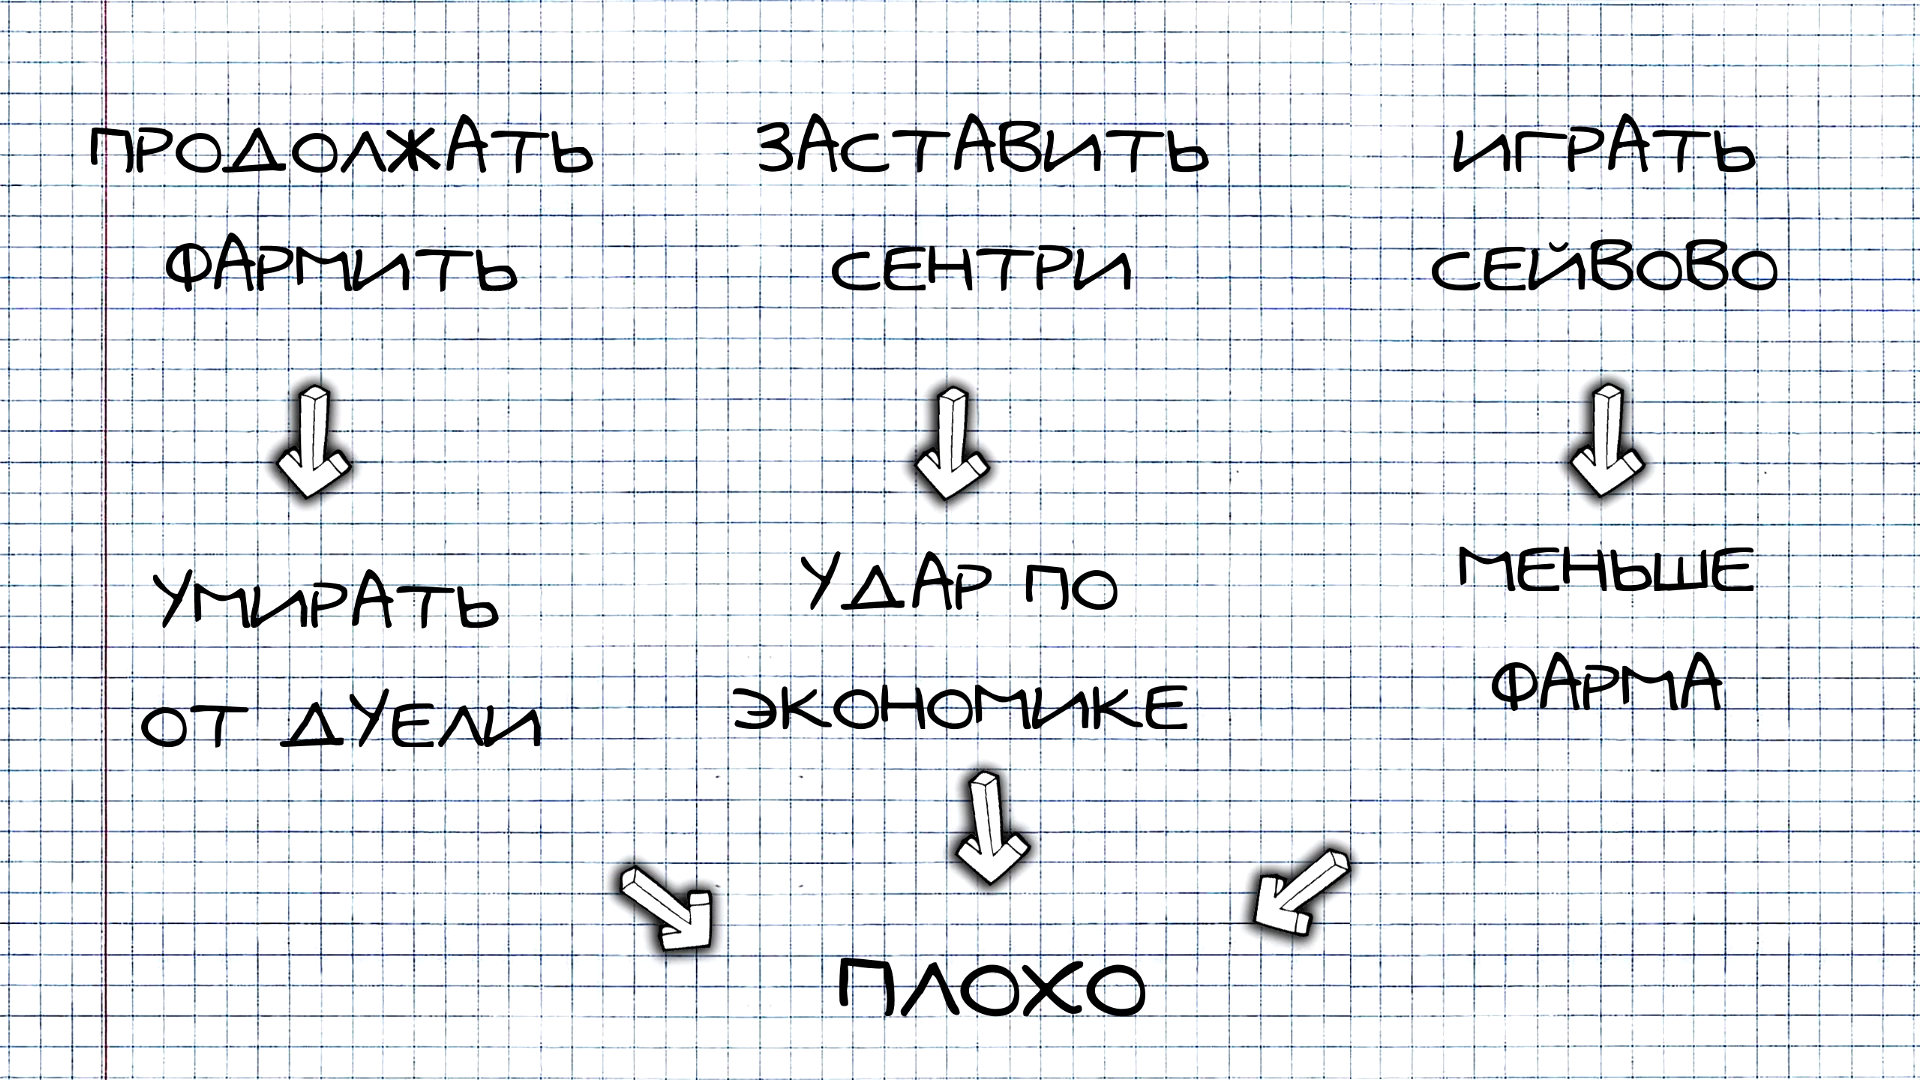 ПРОДОЛЖАТЬ
ФАРМИТЬ
ЗАСТАВИТЬ
СЕНТРИ
ИГРАТЬ
СЕЙВОВО
УМИРАТЬ
ОТ ДУЕЛИ
УДАР ПО
ЭКОНОМИКЕ
МЕНЬШЕ
ФАРМА
ПЛОХО